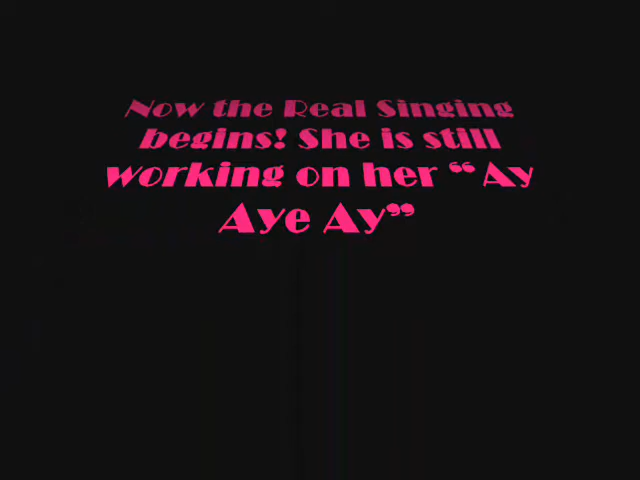 Now the Real Singing
begins! She is still
working on her “Ay
Aye Ay”